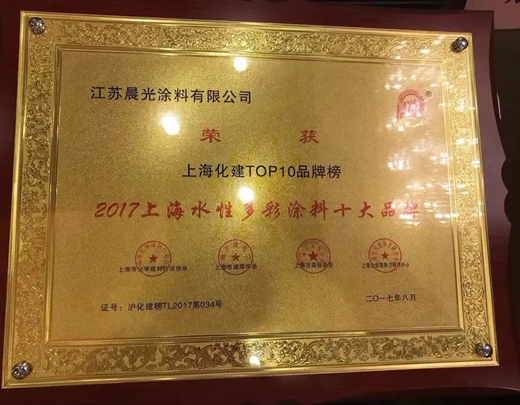 江苏晨光涂料有限公司
®
荣 获
上海化建TOP10品牌榜
2017上海水性多彩涂料十大品牌
证号：沪化建榜TL2017第034号
二〇一七年八月